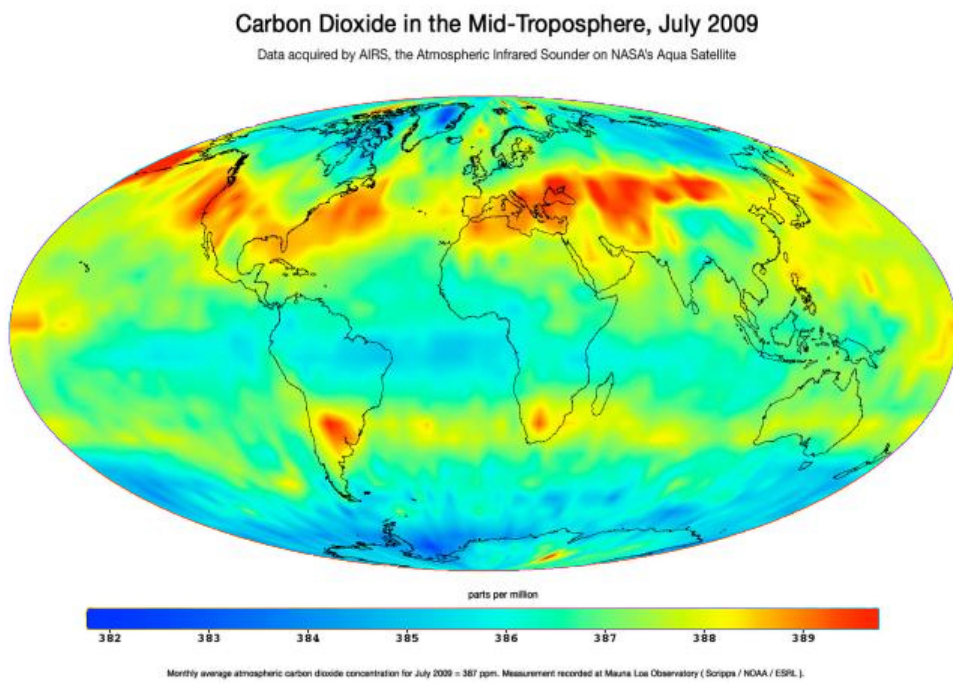 Carbon Dioxide in the Mid-Troposphere, July 2009
Data acquired by AIRS, the Atmospheric Infrared Sounder on NASA's Aqua Satellite
parts per million
382 383 384 385 386 387 388 389
Monthly average atmospheric carbon dioxide concentration for July 2009 = 387 ppm. Measurement recorded at Mauna Loa Observatory ( Scripps / NOAA / ESRL ).